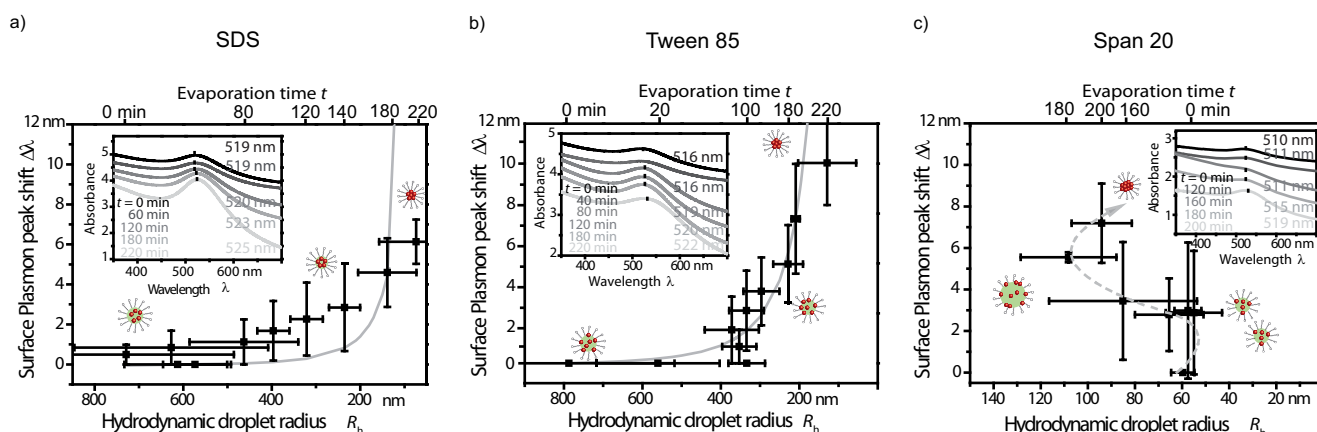 a)
SDS
Evaporation time t
0 min
80
100
120
140
180
220
12 nm
10
8
6
4
2
0
Surface Plasmon peak shift Δλ
800
600
400
nm
Hydrodynamic droplet radius Rh
5
4
3
2
1
Absorbance
519 nm
519 nm
520 nm
523 nm
525 nm
t = 0 min
60 min
120 min
180 min
220 min
400
500
600 nm
Wavelength λ
b)
Tween 85
Evaporation time t
0 min
20
100
180
220
12 nm
10
8
6
4
2
0
Surface Plasmon peak shift Δλ
800
600
400
200
nm
Hydrodynamic droplet radius Rh
5
4
3
2
Absorbance
516 nm
516 nm
519 nm
520 nm
522 nm
t = 0 min
40 min
80 min
120 min
180 min
220 min
400
500
600 nm
Wavelength λ
c)
Span 20
Evaporation time t
180
200
160
0 min
12 nm
10
8
6
4
2
0
Surface Plasmon peak shift Δλ
140
120
100
80
60
40
20 nm
Hydrodynamic droplet radius Rh
3
2
1
0
Absorbance
510 nm
511 nm
511 nm
515 nm
519 nm
t = 0 min
120 min
160 min
180 min
200 min
400
500
600 nm
Wavelength λ